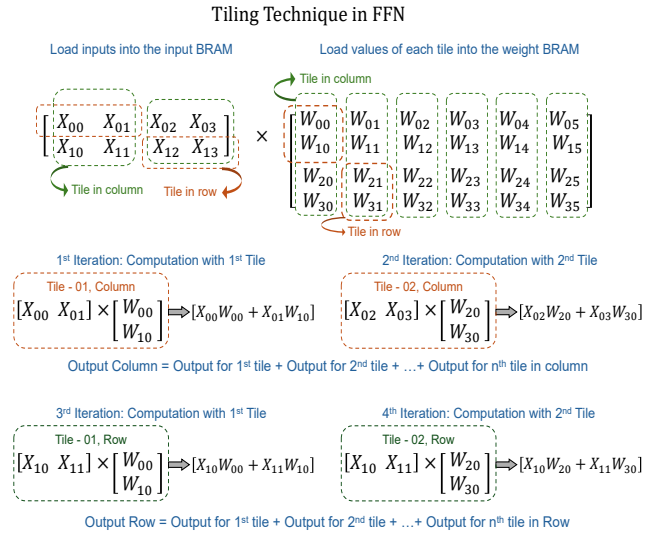 Tiling Technique in FFN
Load inputs into the input BRAM
Load values of each tile into the weight BRAM
Tile in column
[ X₀₀ X₀₁ X₀₂ X₀₃
X₁₀ X₁₁ X₁₂ X₁₃ ]
×
[ W₀₀ W₀₁ W₀₂ W₀₃ W₀₄ W₀₅
W₁₀ W₁₁ W₁₂ W₁₃ W₁₄ W₁₅
W₂₀ W₂₁ W₂₂ W₂₃ W₂₄ W₂₅
W₃₀ W₃₁ W₃₂ W₃₃ W₃₄ W₃₅ ]
Tile in column
Tile in row
Tile in row
1st Iteration: Computation with 1st Tile
Tile - 01, Column
[X₀₀ X₀₁] × [W₀₀ W₁₀] ⇒ [X₀₀W₀₀ + X₀₁W₁₀]
2nd Iteration: Computation with 2nd Tile
Tile - 02, Column
[X₀₂ X₀₃] × [W₂₀ W₃₀] ⇒ [X₀₂W₂₀ + X₀₃W₃₀]
Output Column = Output for 1st tile + Output for 2nd tile + ...+ Output for nth tile in column
3rd Iteration: Computation with 1st Tile
Tile - 01, Row
[X₁₀ X₁₁] × [W₀₀ W₁₀] ⇒ [X₁₀W₀₀ + X₁₁W₁₀]
4th Iteration: Computation with 2nd Tile
Tile - 02, Row
[X₁₀ X₁₁] × [W₂₀ W₃₀] ⇒ [X₁₀W₂₀ + X₁₁W₃₀]
Output Row = Output for 1st tile + Output for 2nd tile + ...+ Output for nth tile in Row